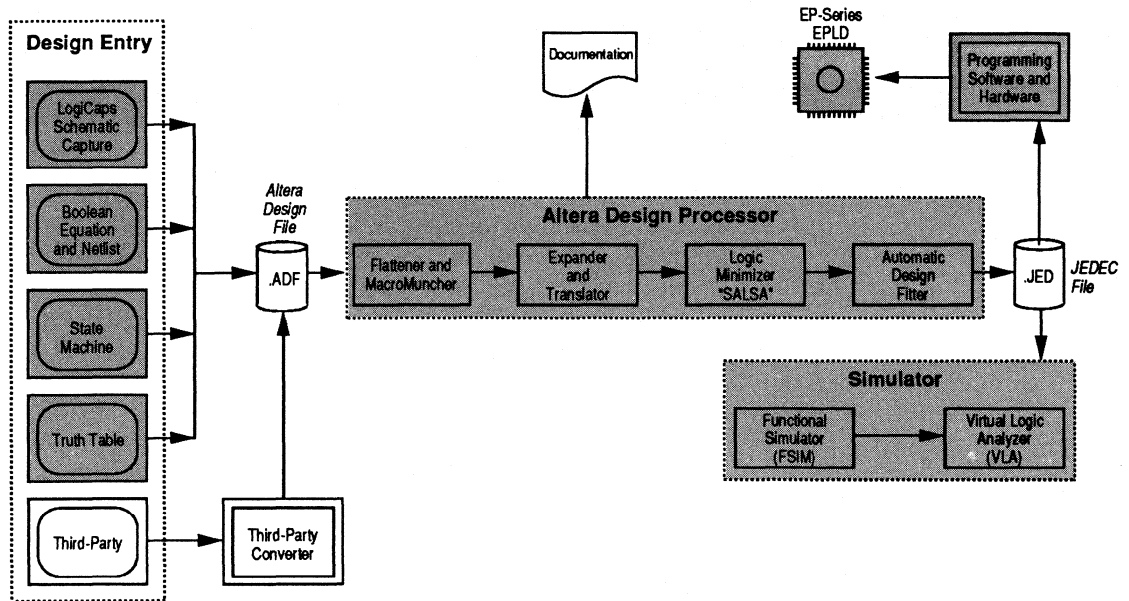 Design Entry
LogiCaps
Schematic
Capture
Boolean
Equation
and Netlist
State
Machine
Truth Table
Third-Party
Third-Party
Converter
Altera
Design
File
.ADF
Documentation
Altera Design Processor
Flattener and
MacroMuncher
Expander
and
Translator
Logic
Minimizer
"SALSA"
Automatic
Design
Fitter
EP-Series
EPLD
Programming
Software and
Hardware
.JED
JEDEC
File
Simulator
Functional
Simulator
(FSIM)
Virtual Logic
Analyzer
(VLA)